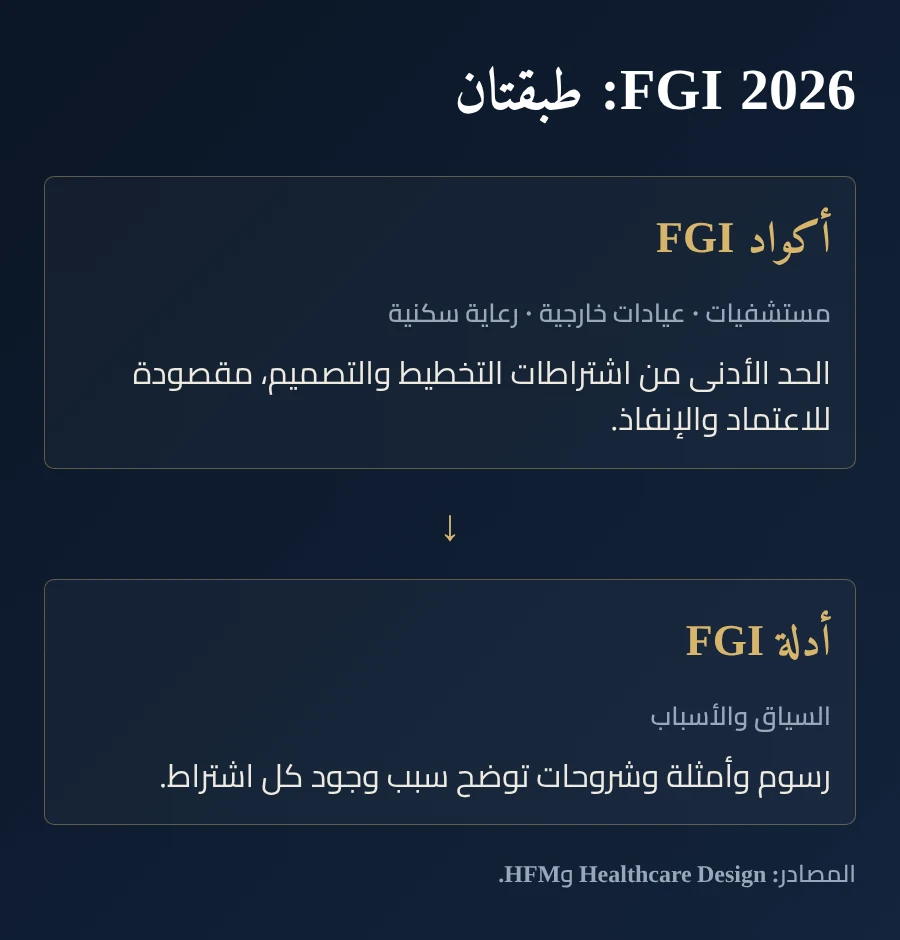 FGI 2026: طبقتان
أكواد FGI
مستشفيات · عيادات خارجية · رعاية سكنية
الحد الأدنى من اشتراطات التخطيط والتصميم، مقصودة
للاعتماد والإنفاذ.
↓
أدلة FGI
السياق والأسباب
رسوم وأمثلة وشروحات توضح سبب وجود كل اشتراط.
المصادر: Healthcare Design وHFM.